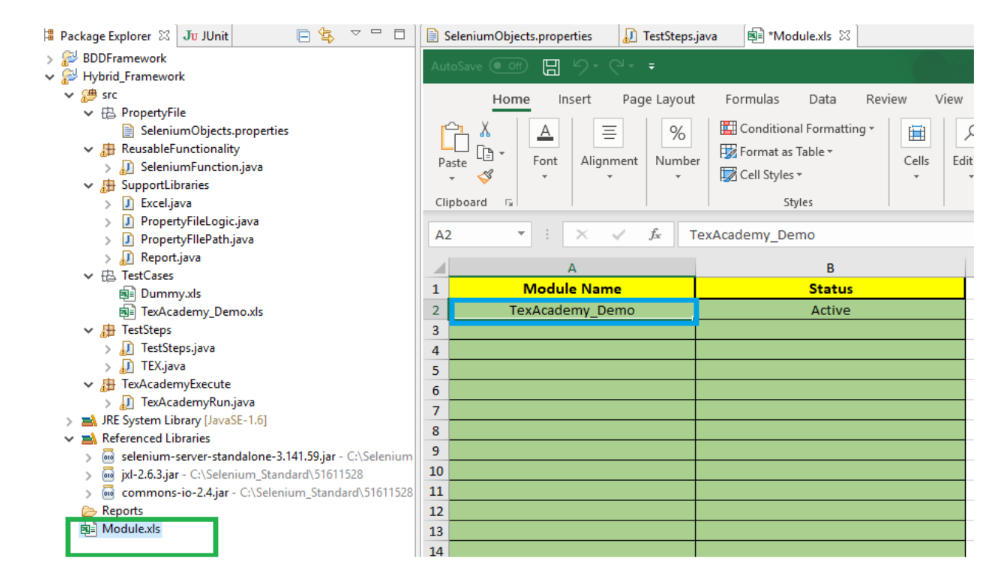 Package Explorer JUnit
BDDFramework
Hybrid_Framework
src
PropertyFile
SeleniumObjects.properties
ReusableFunctionality
SeleniumFunction.java
SupportLibraries
Excel.java
PropertyFileLogic.java
PropertyFIlePath.java
Report.java
TestCases
Dummy.xls
TexAcademy_Demo.xls
TestSteps
TestSteps.java
TEX.java
TexAcademyExecute
TexAcademyRun.java
JRE System Library [JavaSE-1.6]
Referenced Libraries
selenium-server-standalone-3.141.59.jar - C:\Selenium
jxl-2.6.3.jar - C:\Selenium_Standard\51611528
commons-io-2.4.jar - C:\Selenium_Standard\51611528
Reports
Module.xls
SeleniumObjects.properties TestSteps.java *Module.xls
AutoSave Off
Home Insert Page Layout Formulas Data Review View
Paste Font Alignment Number Conditional Formatting Cells Edit
Format as Table
Cell Styles
Clipboard Styles
A2 fx TexAcademy_Demo
A B
1 Module Name Status
2 TexAcademy_Demo Active
3
4
5
6
7
8
9
10
11
12
13
14